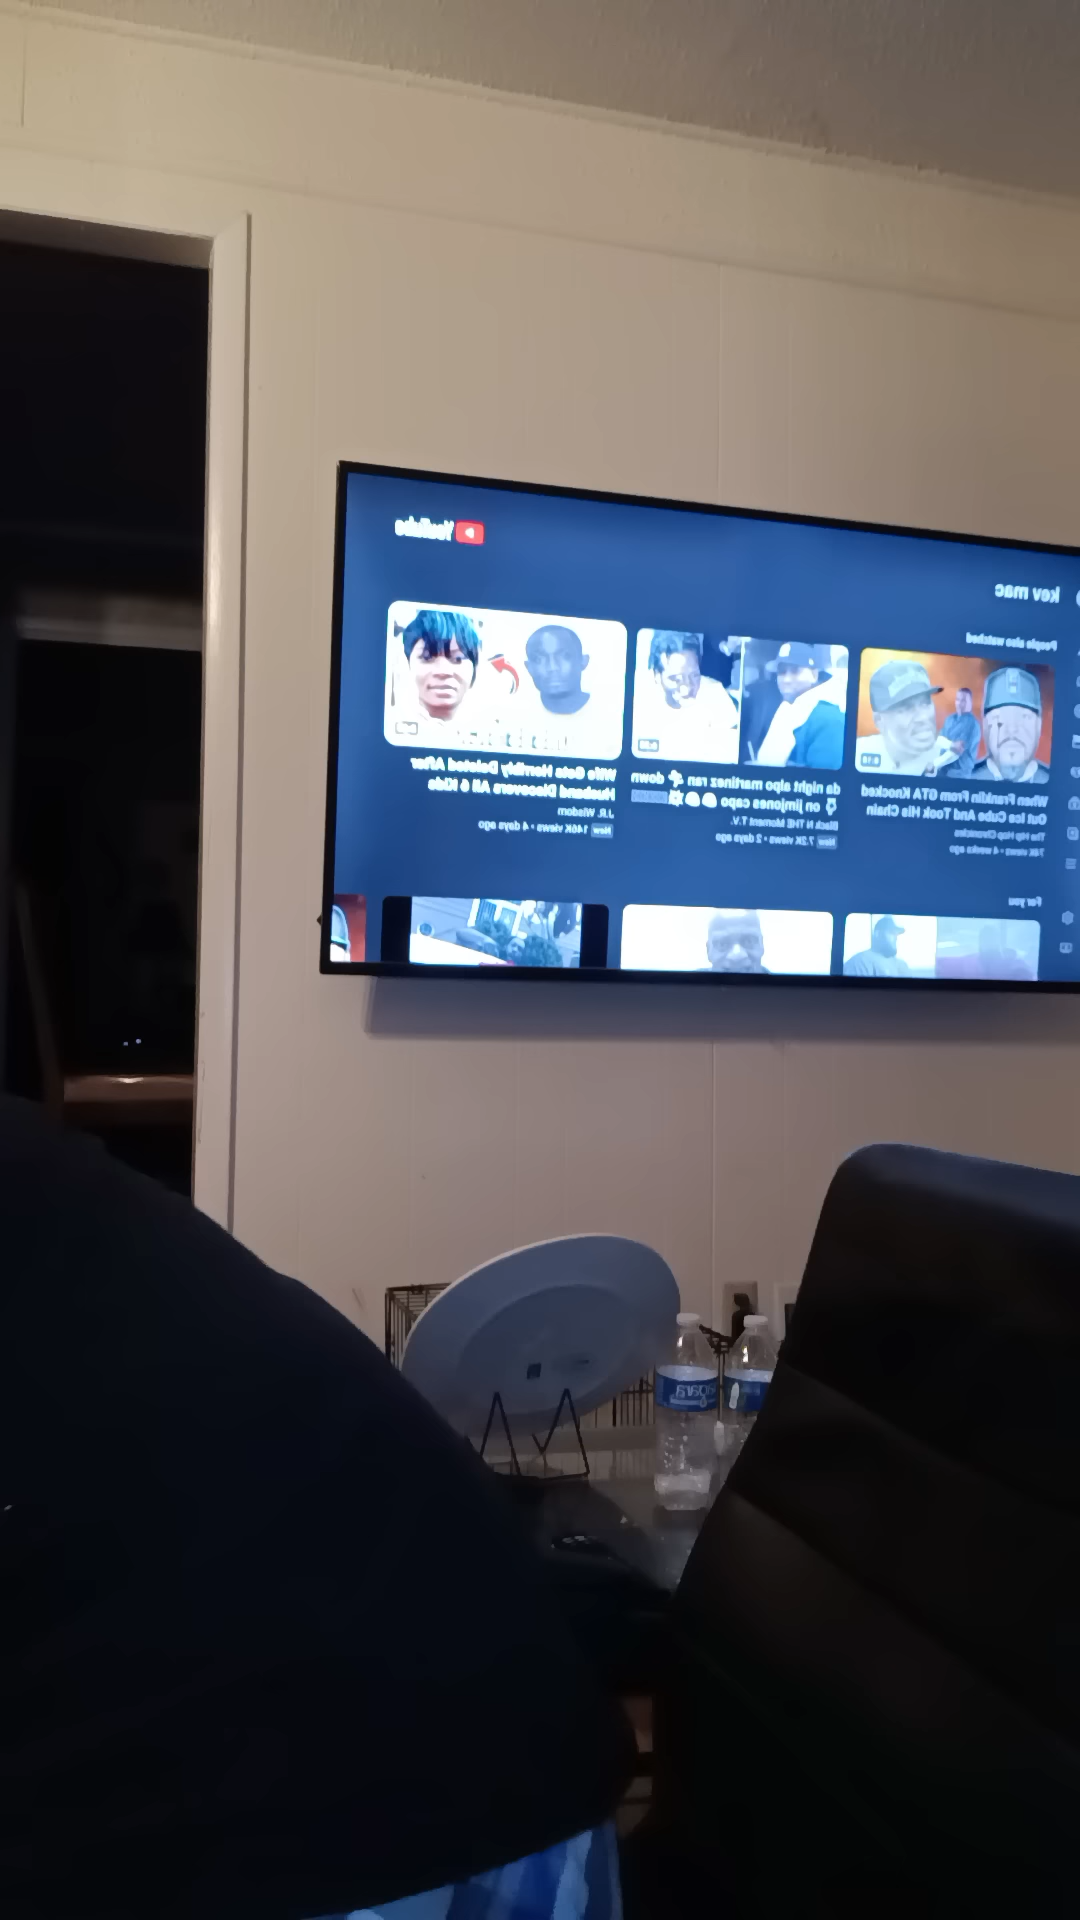 YouTube
kev mac
People also watched
When Franklin From GTA Knocked
Out Ice Cube And Took His Chain
The Hip Hop Chronicles
74K views • 4 weeks ago
da night alpo martinez ran down
on jimjones capo
Black N THE Moment T.V.
New 7.2K views • 2 days ago
Wife Gets Horribly Deleted After
Husband Discovers All 6 Kids
J.R. Wisdom
New 140K views • 4 days ago
For you